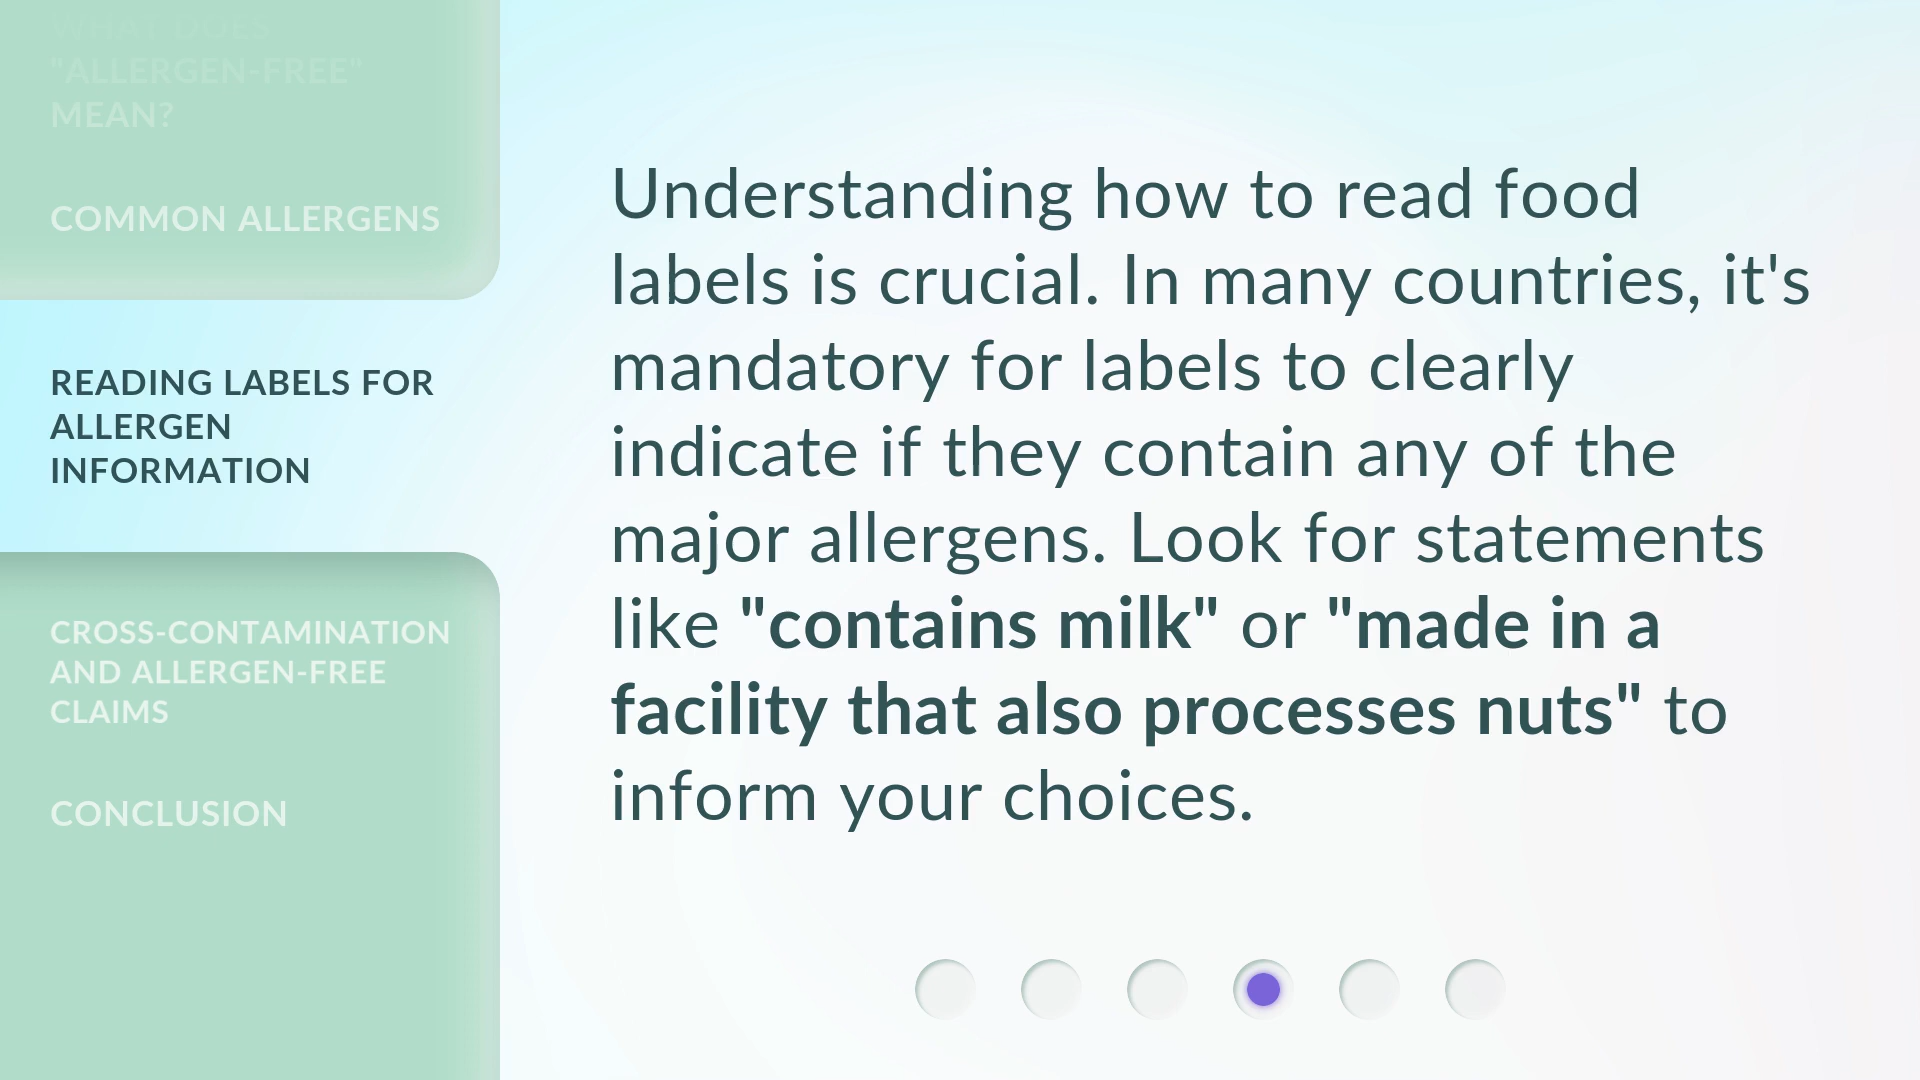 WHAT DOES
"ALLERGEN-FREE"
MEAN?
COMMON ALLERGENS
READING LABELS FOR
ALLERGEN
INFORMATION
CROSS-CONTAMINATION
AND ALLERGEN-FREE
CLAIMS
CONCLUSION
Understanding how to read food
labels is crucial. In many countries, it's
mandatory for labels to clearly
indicate if they contain any of the
major allergens. Look for statements
like "contains milk" or "made in a
facility that also processes nuts" to
inform your choices.